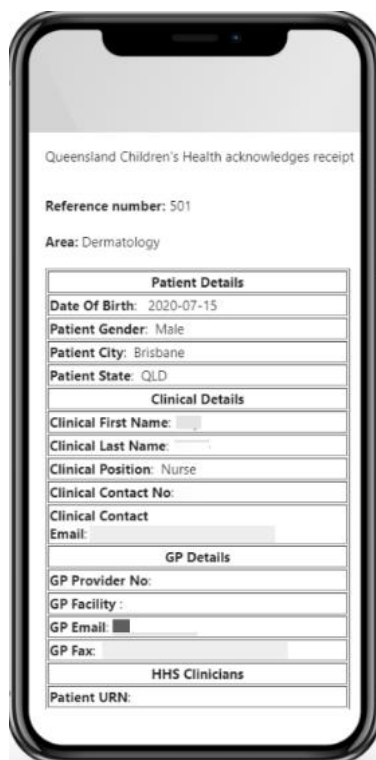 Queensland Children's Health acknowledges receipt
Reference number: 501
Area: Dermatology
Patient Details
Date Of Birth: 2020-07-15
Patient Gender: Male
Patient City: Brisbane
Patient State: QLD
Clinical Details
Clinical First Name:
Clinical Last Name:
Clinical Position: Nurse
Clinical Contact No:
Clinical Contact
Email:
GP Details
GP Provider No:
GP Facility :
GP Email:
GP Fax:
HHS Clinicians
Patient URN: